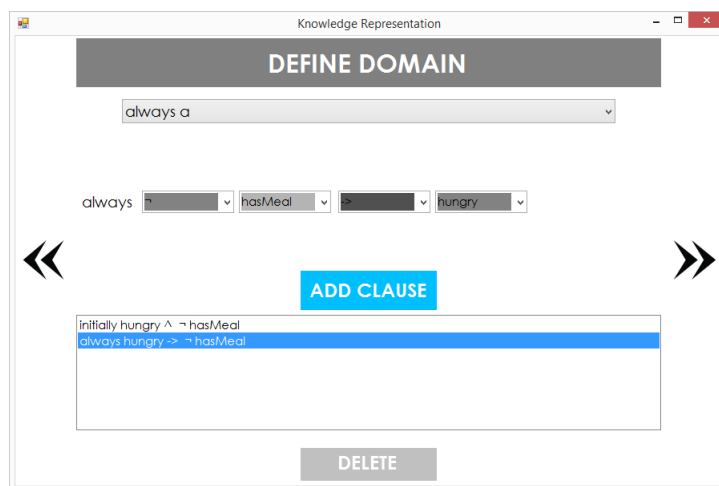 Knowledge Representation
DEFINE DOMAIN
always a
always ¬ hasMeal -> hungry
ADD CLAUSE
initially hungry ^ ¬ hasMeal
always hungry -> ¬ hasMeal
DELETE